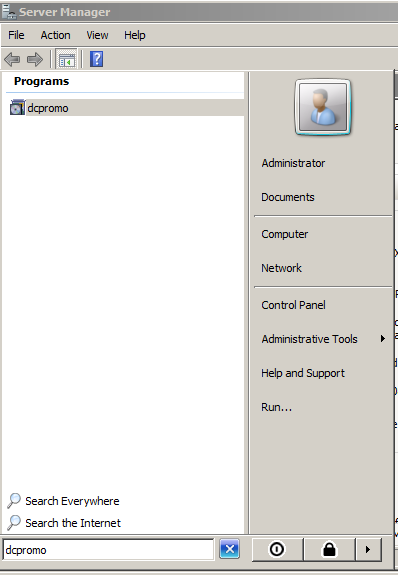 Server Manager
File Action View Help
Programs
dcpromo
Administrator
Documents
Computer
Network
Control Panel
Administrative Tools
Help and Support
Run...
Search Everywhere
Search the Internet
dcpromo